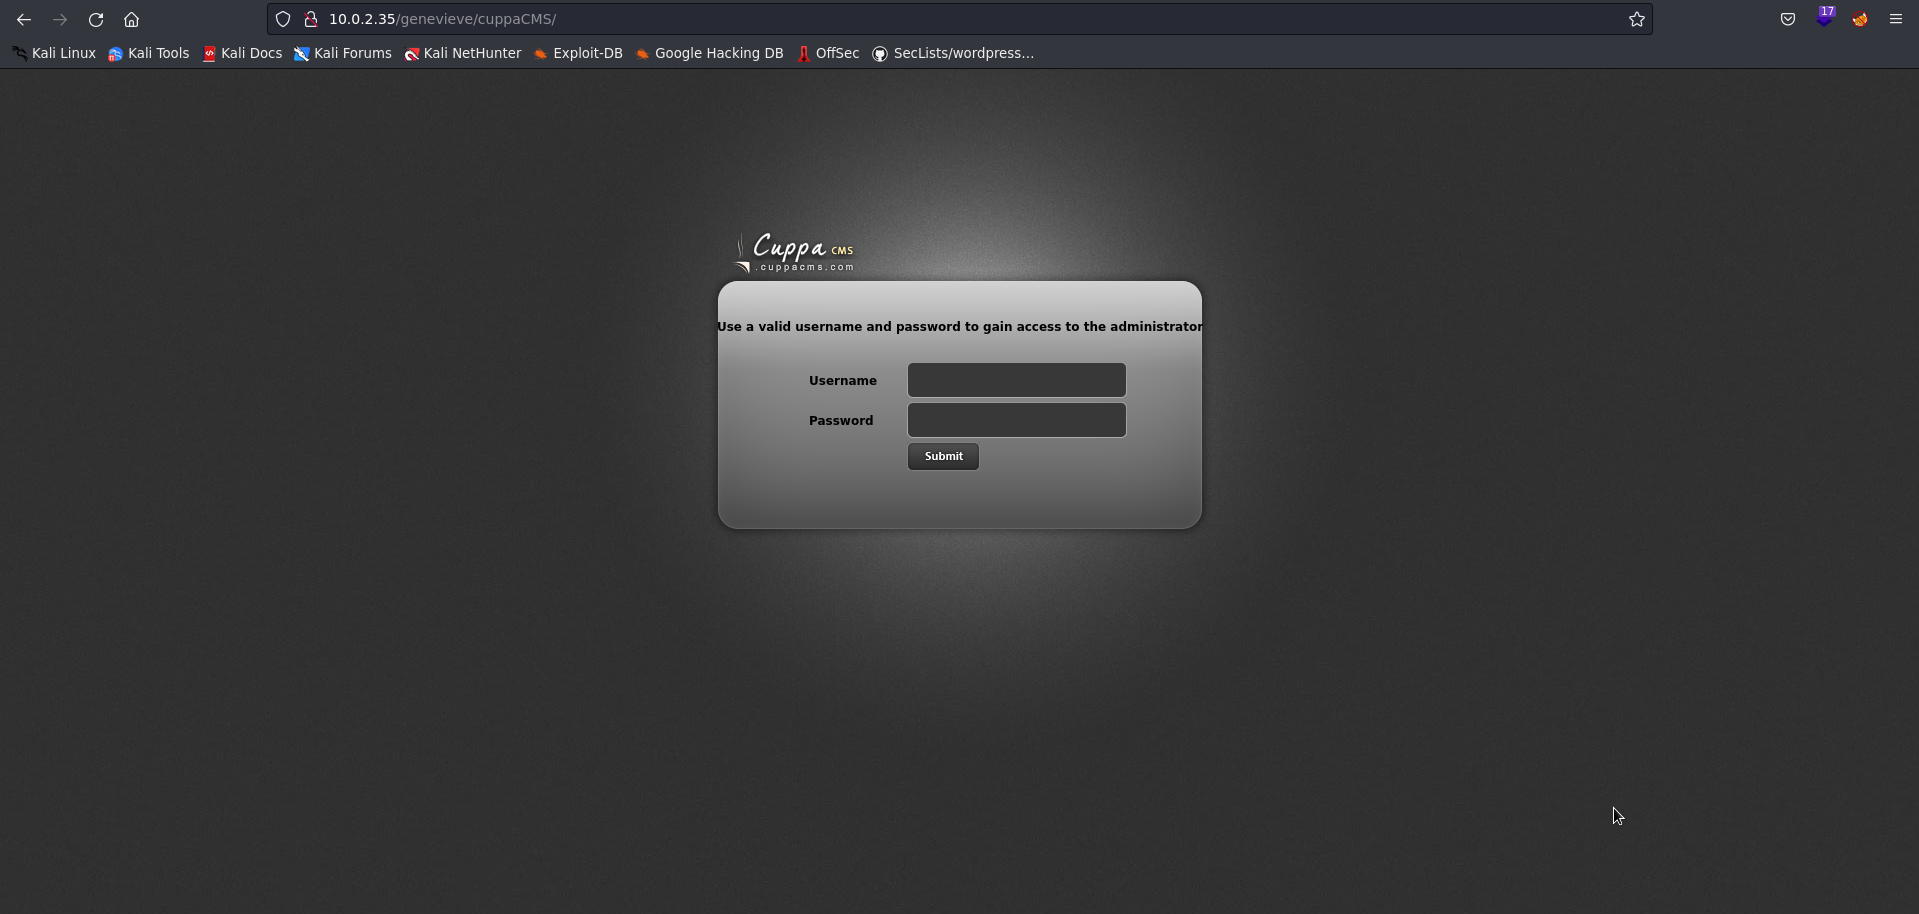 10.0.2.35/genevieve/cuppaCMS/
17
Kali Linux Kali Tools Kali Docs Kali Forums Kali NetHunter Exploit-DB Google Hacking DB OffSec SecLists/wordpress...
Cuppa CMS
.cuppacms.com
Use a valid username and password to gain access to the administrator
Username
Password
Submit